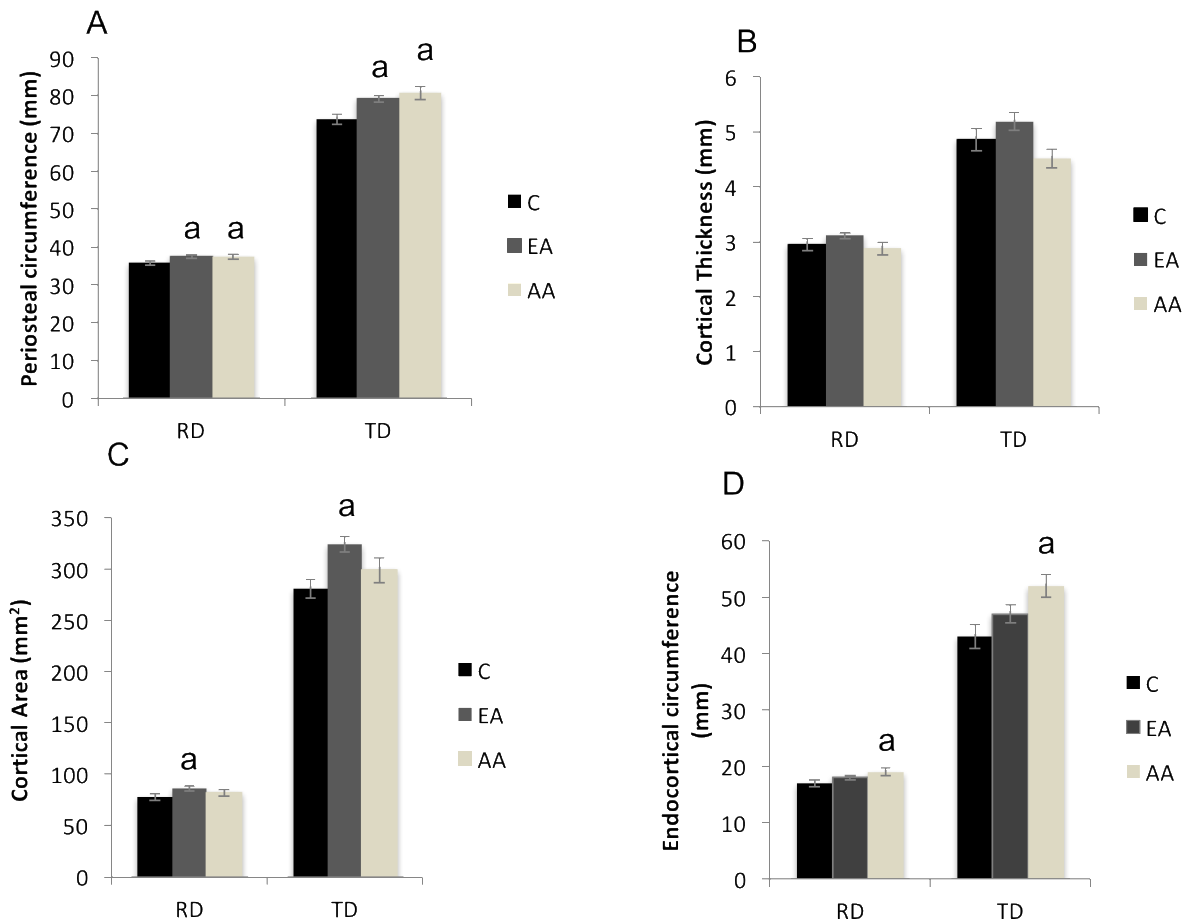 A
Periosteal circumference (mm)
90
80
70
60
50
40
30
20
10
0
a
a
a
a
RD
TD
C
EA
AA
B
Cortical Thickness (mm)
6
5
4
3
2
1
0
RD
TD
C
EA
AA
C
Cortical Area (mm²)
350
300
250
200
150
100
50
0
a
a
RD
TD
C
EA
AA
D
Endocortical circumference
(mm)
60
50
40
30
20
10
0
a
a
RD
TD
C
EA
AA